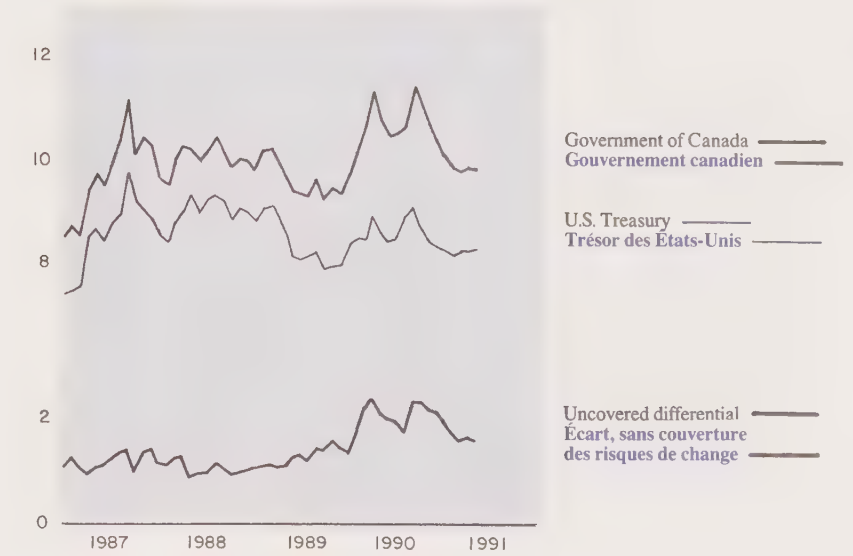 12
10
8
2
0
1987 1988 1989 1990 1991
Government of Canada
Gouvernement canadien
U.S. Treasury
Trésor des États-Unis
Uncovered differential
Écart, sans couverture
des risques de change